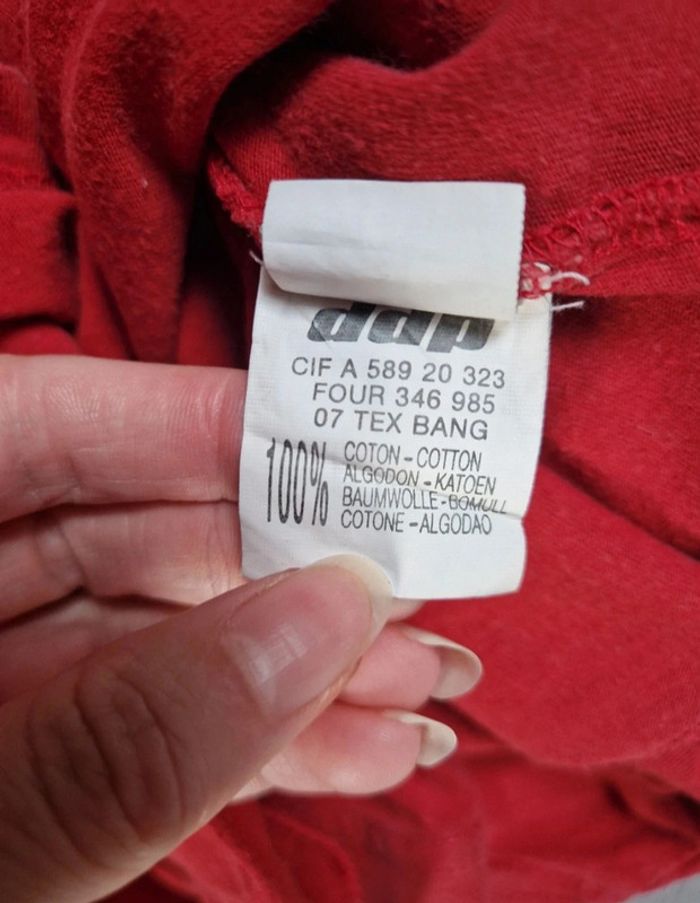 ddp
CIF A 589 20 323
FOUR 346 985
07 TEX BANG
100%
COTON - COTTON
ALGODON - KATOEN
BAUMWOLLE - BOMULL
COTONE - ALGODAO